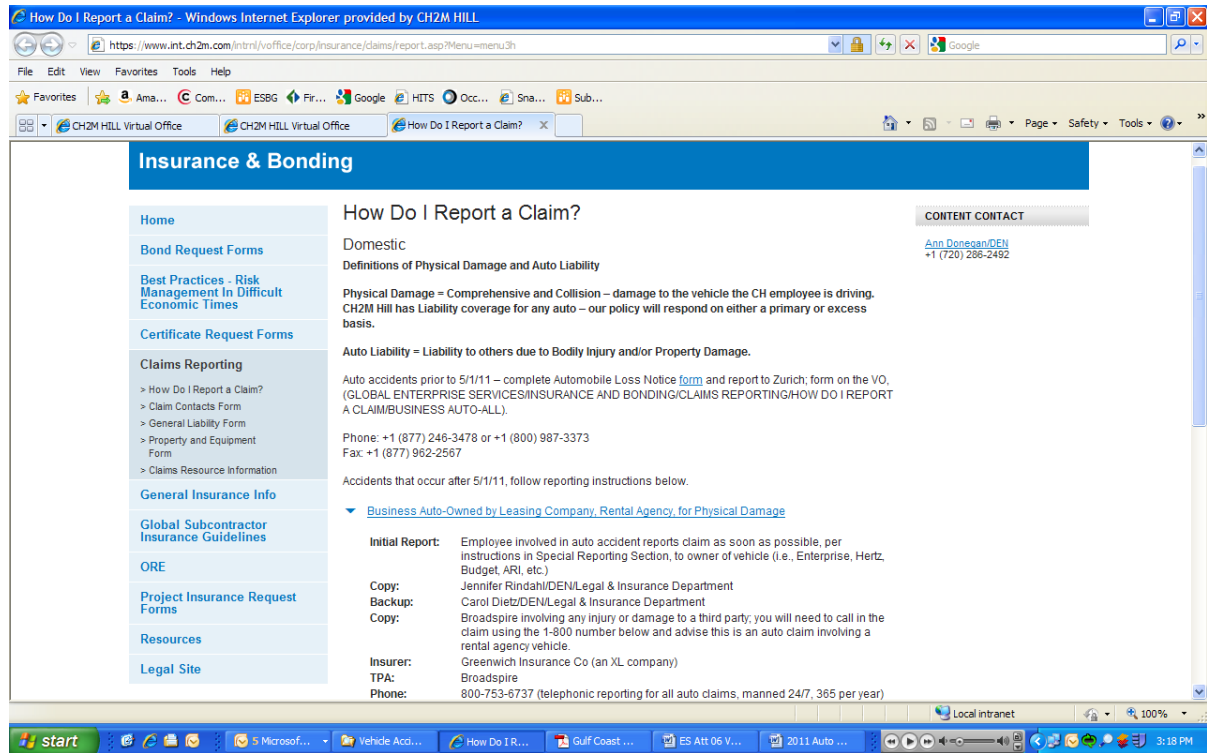 How Do I Report a Claim? - Windows Internet Explorer provided by CH2M HILL
https://www.int.ch2m.com/intrnl/voffice/corp/insurance/claims/report.asp?Menu=menu3h
Google
File Edit View Favorites Tools Help
Favorites Ama... Com... ESBG Fir... Google HITS Occ... Sna... Sub...
CH2M HILL Virtual Office CH2M HILL Virtual Office How Do I Report a Claim? X Page Safety Tools
Insurance & Bonding
Home
Bond Request Forms
Best Practices - Risk
Management In Difficult
Economic Times
Certificate Request Forms
Claims Reporting
> How Do I Report a Claim?
> Claim Contacts Form
> General Liability Form
> Property and Equipment
Form
> Claims Resource Information
General Insurance Info
Global Subcontractor
Insurance Guidelines
ORE
Project Insurance Request
Forms
Resources
Legal Site
How Do I Report a Claim?
Domestic
Definitions of Physical Damage and Auto Liability
Physical Damage = Comprehensive and Collision – damage to the vehicle the CH employee is driving.
CH2M Hill has Liability coverage for any auto – our policy will respond on either a primary or excess
basis.
Auto Liability = Liability to others due to Bodily Injury and/or Property Damage.
Auto accidents prior to 5/1/11 – complete Automobile Loss Notice form and report to Zurich; form on the VO,
(GLOBAL ENTERPRISE SERVICES/INSURANCE AND BONDING/CLAIMS REPORTING/HOW DO I REPORT
A CLAIM/BUSINESS AUTO-ALL).
Phone: +1 (877) 246-3478 or +1 (800) 987-3373
Fax: +1 (877) 962-2567
Accidents that occur after 5/1/11, follow reporting instructions below.
Business Auto-Owned by Leasing Company, Rental Agency, for Physical Damage
Initial Report: Employee involved in auto accident reports claim as soon as possible, per
instructions in Special Reporting Section, to owner of vehicle (i.e., Enterprise, Hertz,
Budget, ARI, etc.)
Copy: Jennifer Rindahl/DEN/Legal & Insurance Department
Backup: Carol Dietz/DEN/Legal & Insurance Department
Copy: Broadspire involving any injury or damage to a third party; you will need to call in the
claim using the 1-800 number below and advise this is an auto claim involving a
rental agency vehicle.
Insurer: Greenwich Insurance Co (an XL company)
TPA: Broadspire
Phone: 800-753-6737 (telephonic reporting for all auto claims, manned 24/7, 365 per year)
CONTENT CONTACT
Ann Donegan/DEN
+1 (720) 286-2492
Local intranet 100%
start 5 Microsof... Vehicle Acci... How Do I R... Gulf Coast ... ES Att 06 V... 2011 Auto ... 3:18 PM